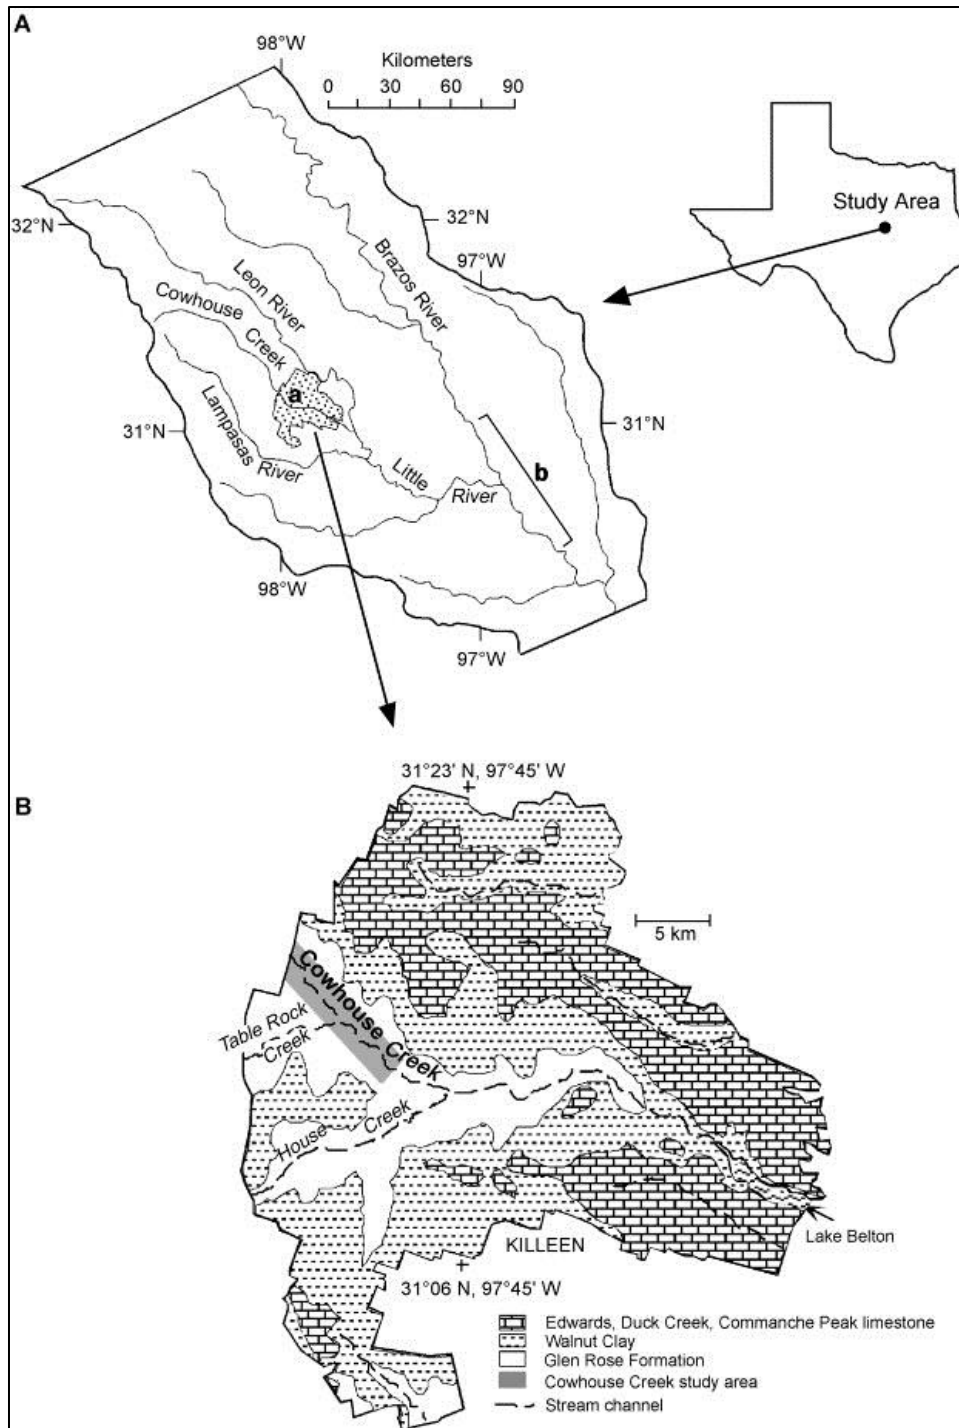 A
98°W
Kilometers
0 30 60 90
32°N
32°N
97°W
Study Area
Brazos River
Leon River
Cowhouse
Creek
a
Lampasas
River
31°N
31°N
Little
River
b
98°W
97°W
31°23' N, 97°45' W
B
5 km
Cowhouse Creek
Table Rock
Creek
House Creek
Lake Belton
KILLEEN
31°06 N, 97°45' W
Edwards, Duck Creek, Commanche Peak limestone
Walnut Clay
Glen Rose Formation
Cowhouse Creek study area
Stream channel